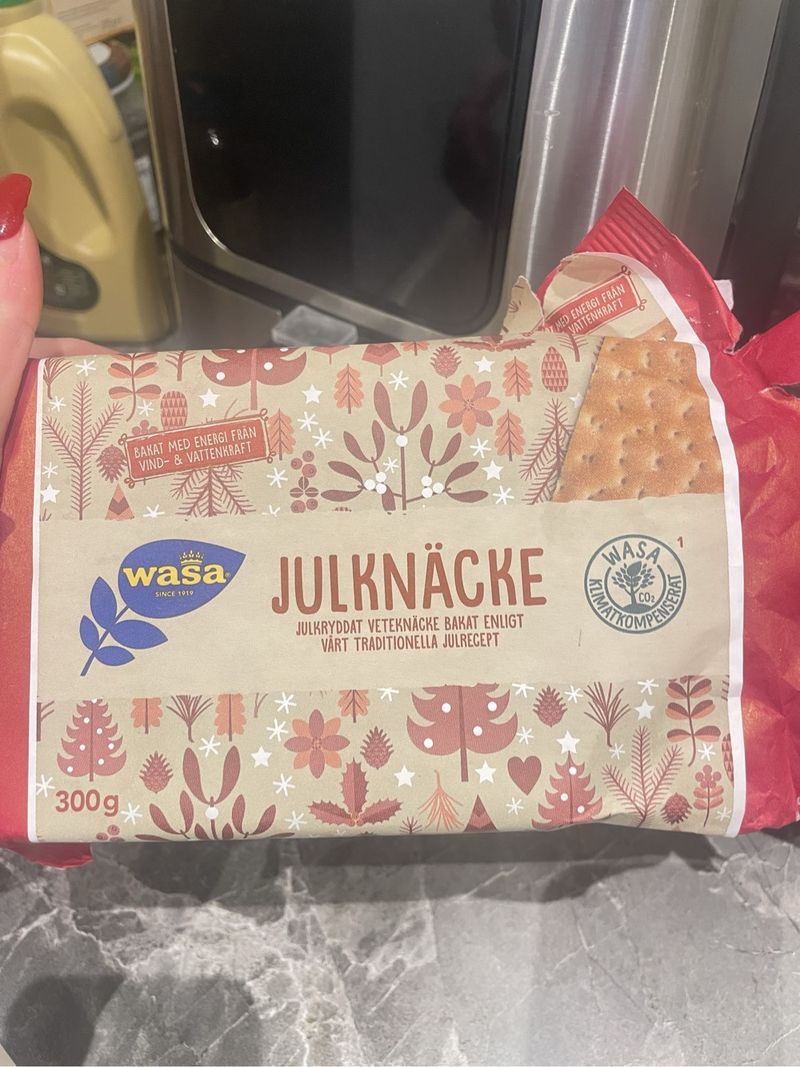 MED ENERGI FRÅN
VATTENKRAFT
BAKAT MED ENERGI FRÅN
VIND- & VATTENKRAFT
wasa
SINCE 1919
JULKNÄCKE
JULKRYDDAT VETEKNÄCKE BAKAT ENLIGT
VÅRT TRADITIONELLA JULRECEPT
WASA
KLIMATKOMPENSERAT
CO2
1
300g